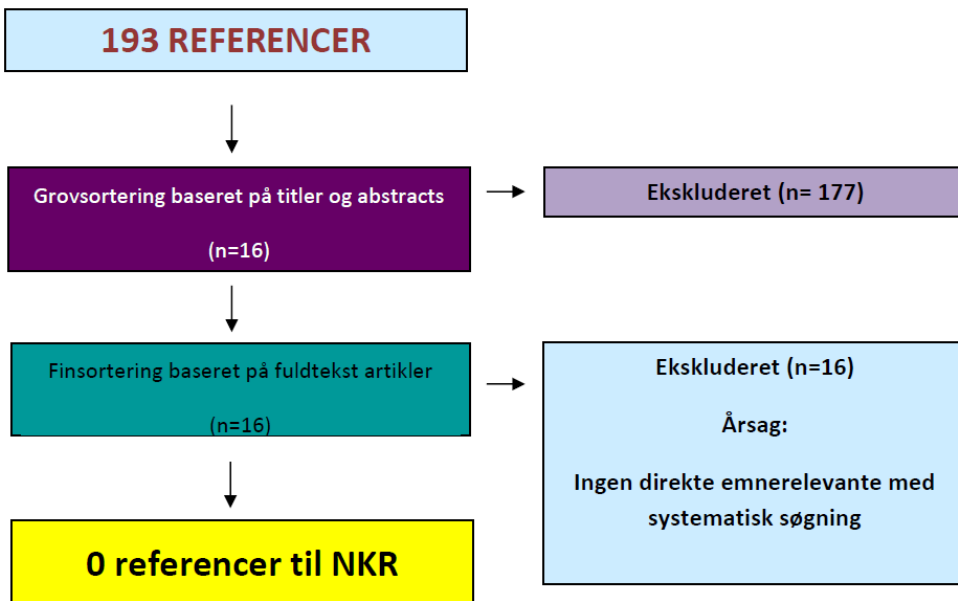 193 REFERENCER
Grovsortering baseret på titler og abstracts
(n=16)
Ekskluderet (n= 177)
Finsortering baseret på fuldtekst artikler
(n=16)
Ekskluderet (n=16)
Årsag:
Ingen direkte emnerelevante med
systematisk søgning
0 referencer til NKR